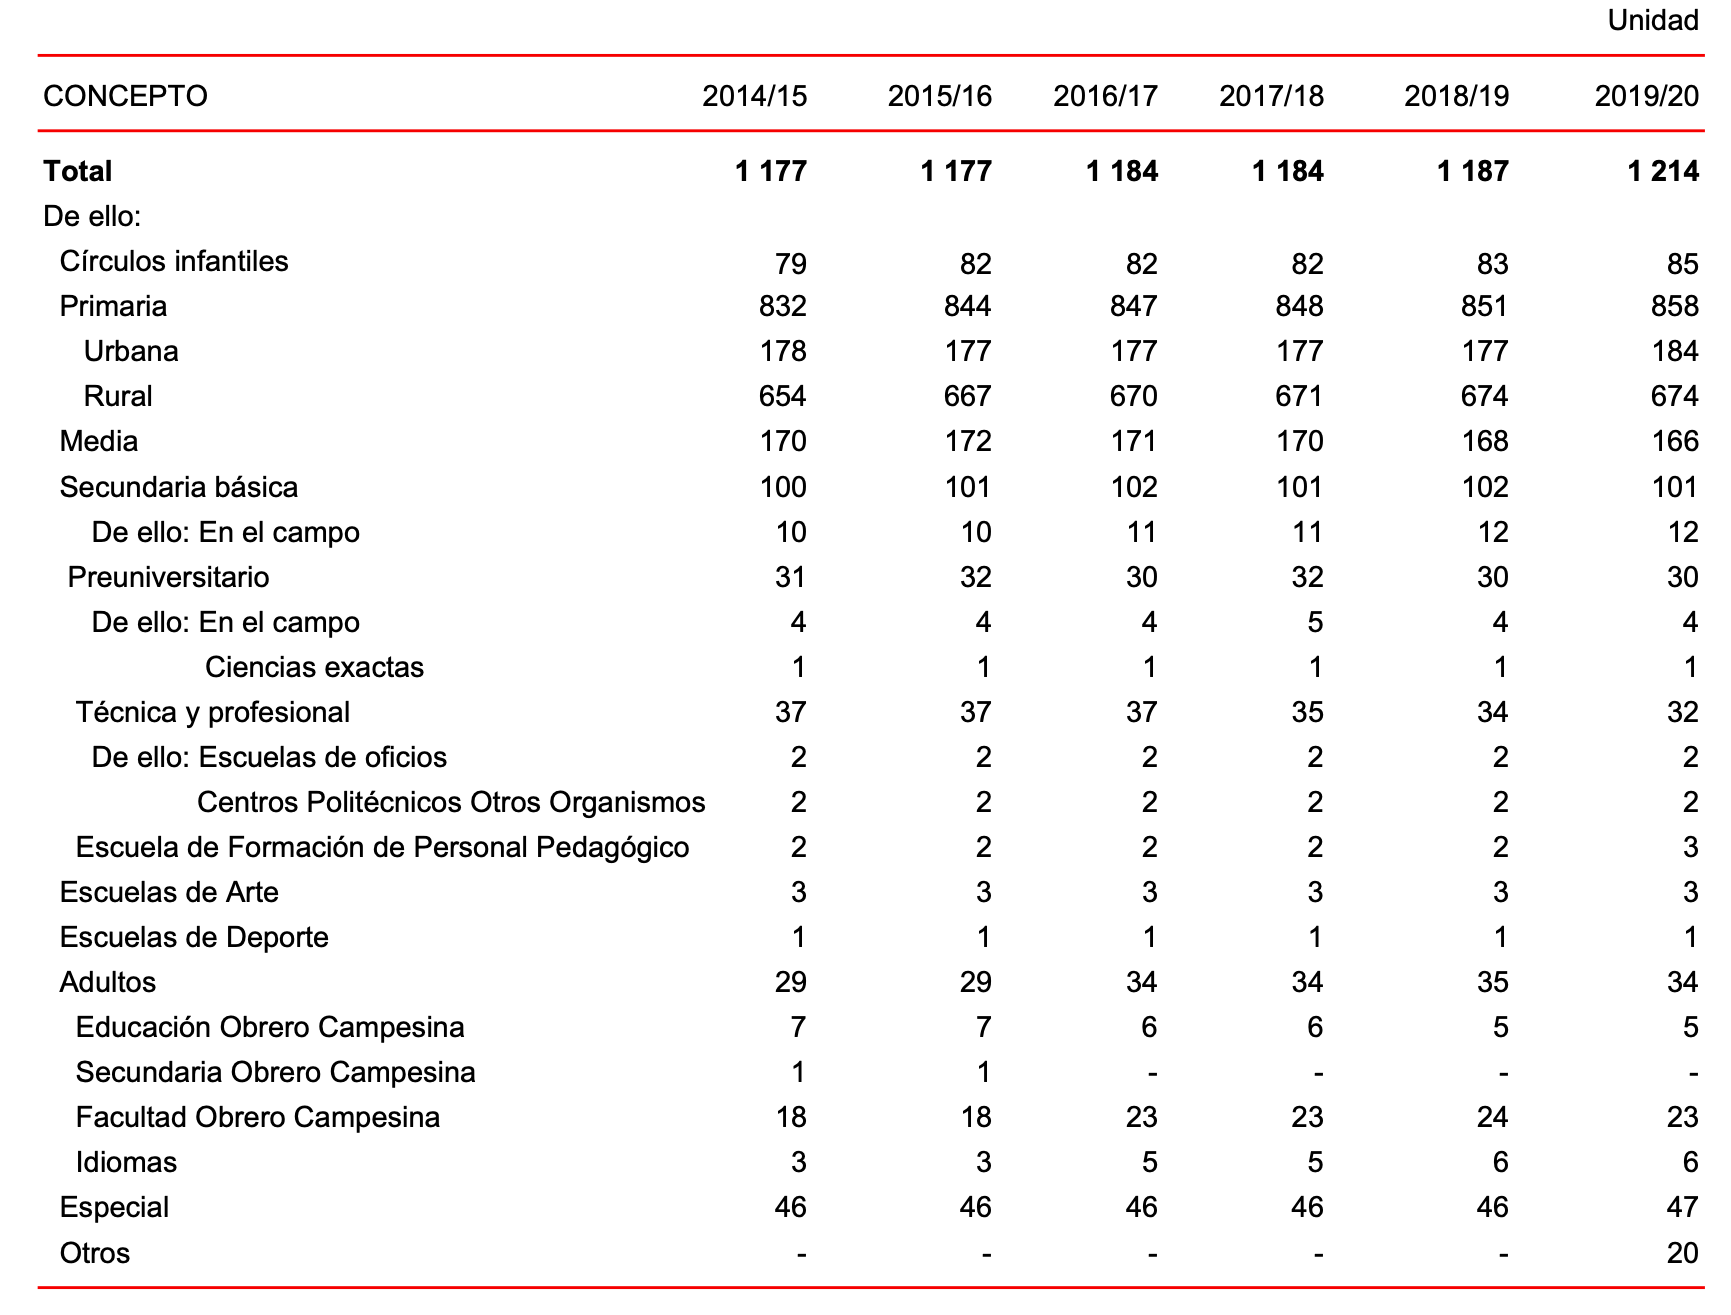 Unidad
CONCEPTO 2014/15 2015/16 2016/17 2017/18 2018/19 2019/20
Total 1 177 1 177 1 184 1 184 1 187 1 214
De ello:
Círculos infantiles 79 82 82 82 83 85
Primaria 832 844 847 848 851 858
Urbana 178 177 177 177 177 184
Rural 654 667 670 671 674 674
Media 170 172 171 170 168 166
Secundaria básica 100 101 102 101 102 101
De ello: En el campo 10 10 11 11 12 12
Preuniversitario 31 32 30 32 30 30
De ello: En el campo 4 4 4 5 4 4
Ciencias exactas 1 1 1 1 1 1
Técnica y profesional 37 37 37 35 34 32
De ello: Escuelas de oficios 2 2 2 2 2 2
Centros Politécnicos Otros Organismos 2 2 2 2 2 2
Escuela de Formación de Personal Pedagógico 2 2 2 2 2 3
Escuelas de Arte 3 3 3 3 3 3
Escuelas de Deporte 1 1 1 1 1 1
Adultos 29 29 34 34 35 34
Educación Obrero Campesina 7 7 6 6 5 5
Secundaria Obrero Campesina 1 1 - - - -
Facultad Obrero Campesina 18 18 23 23 24 23
Idiomas 3 3 5 5 6 6
Especial 46 46 46 46 46 47
Otros - - - - - 20